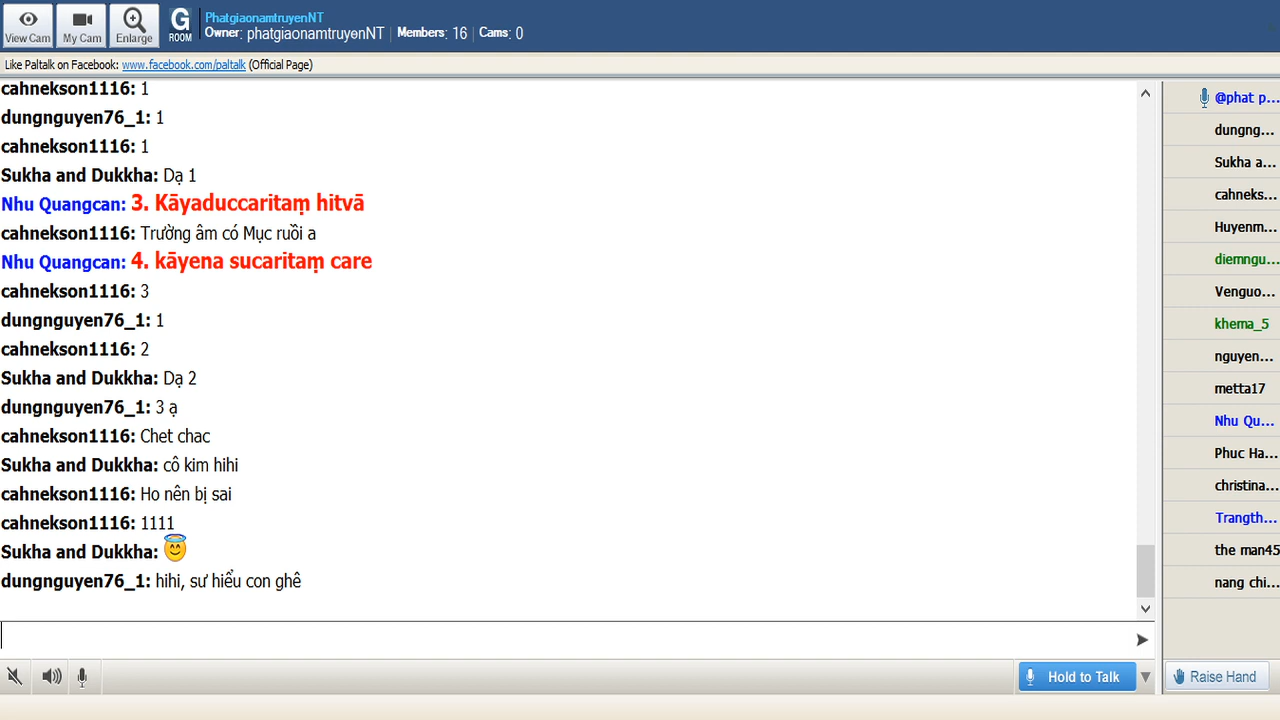 View Cam
My Cam
Enlarge
G
ROOM
PhatgiaonamtruyenNT
Owner: phatgiaonamtruyenNT | Members: 16 | Cams: 0
Like Paltalk on Facebook: www.facebook.com/paltalk (Official Page)
cahnekson1116: 1
dungnguyen76_1: 1
cahnekson1116: 1
Sukha and Dukkha: Dạ 1
Nhu Quangcan: 3. Kāyaduccaritaṃ hitvā
cahnekson1116: Trường âm có Mục ruồi a
Nhu Quangcan: 4. kāyena sucaritaṃ care
cahnekson1116: 3
dungnguyen76_1: 1
cahnekson1116: 2
Sukha and Dukkha: Dạ 2
dungnguyen76_1: 3 ạ
cahnekson1116: Chet chac
Sukha and Dukkha: cô kim hihi
cahnekson1116: Ho nên bị sai
cahnekson1116: 1111
Sukha and Dukkha:
dungnguyen76_1: hihi, sư hiểu con ghê
@phat p...
dungng...
Sukha a...
cahneks...
Huyenm...
diemngu...
Venguo...
khema_5
nguyen...
metta17
Nhu Qu...
Phuc Ha...
christina...
Trangth...
the man45
nang chi...
Hold to Talk
Raise Hand